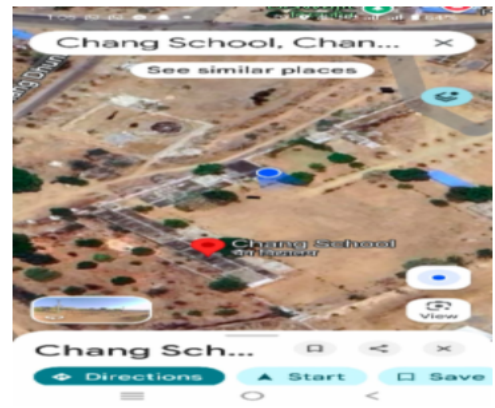 Chang School, Chan...
See similar places
Chang School
View
Chang Sch...
Directions
Start
Save